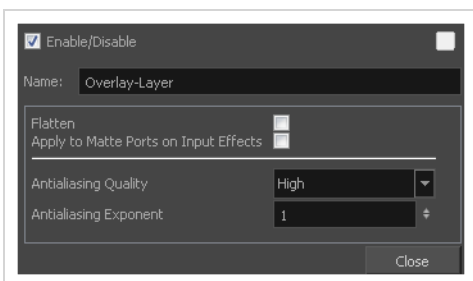 Enable/Disable
Name: Overlay-Layer
Flatten
Apply to Matte Ports on Input Effects
Antialiasing Quality High
Antialiasing Exponent 1
Close